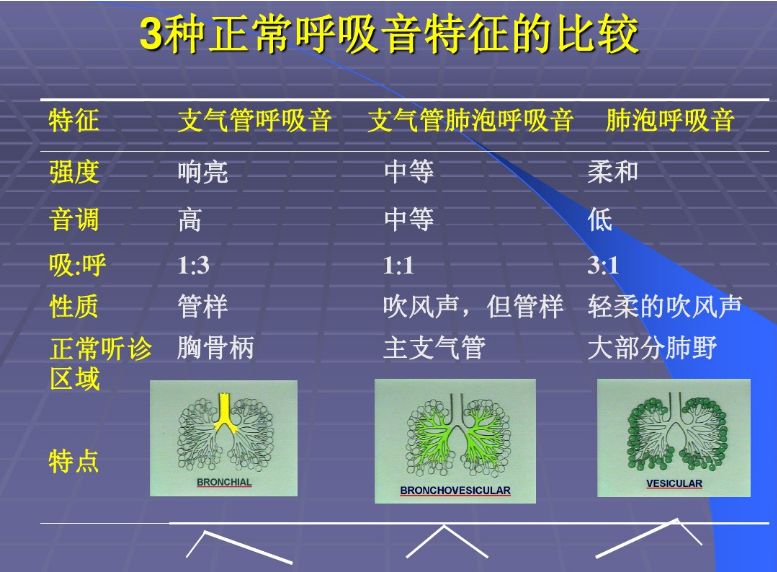 3种正常呼吸音特征的比较
特征 支气管呼吸音 支气管肺泡呼吸音 肺泡呼吸音
强度 响亮 中等 柔和
音调 高 中等 低
吸:呼 1:3 1:1 3:1
性质 管样 吹风声，但管样 轻柔的吹风声
正常听诊 胸骨柄 主支气管 大部分肺野
区域
特点
BRONCHIAL BRONCHOVESICULAR VESICULAR